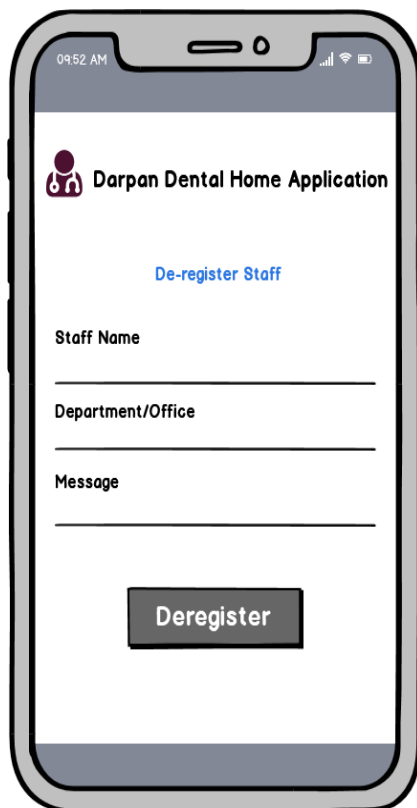 09:52 AM
Darpan Dental Home Application
De-register Staff
Staff Name
Department/Office
Message
Deregister